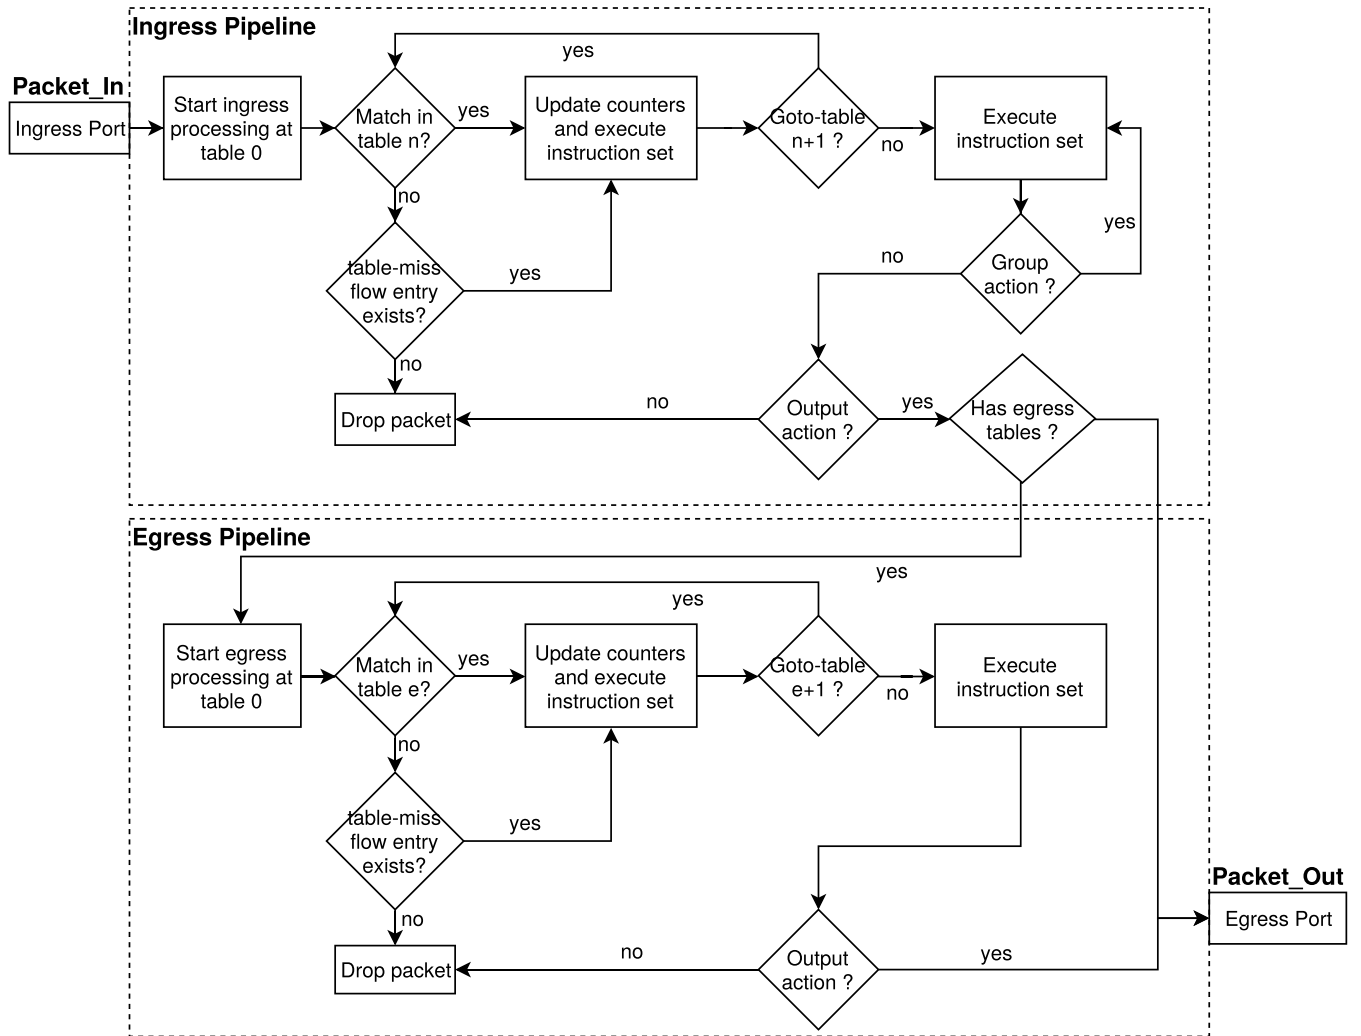 Ingress Pipeline
yes
Packet_In
Ingress Port
Start ingress
processing at
table 0
Match in
table n?
yes
Update counters
and execute
instruction set
Goto-table
n+1 ?
no
Execute
instruction set
no
yes
table-miss
flow entry
exists?
yes
no
Group
action ?
no
Drop packet
no
Output
action ?
yes
Has egress
tables ?
Egress Pipeline
yes
yes
Start egress
processing at
table 0
Match in
table e?
yes
Update counters
and execute
instruction set
Goto-table
e+1 ?
no
Execute
instruction set
no
table-miss
flow entry
exists?
yes
no
Drop packet
no
Output
action ?
yes
Packet_Out
Egress Port